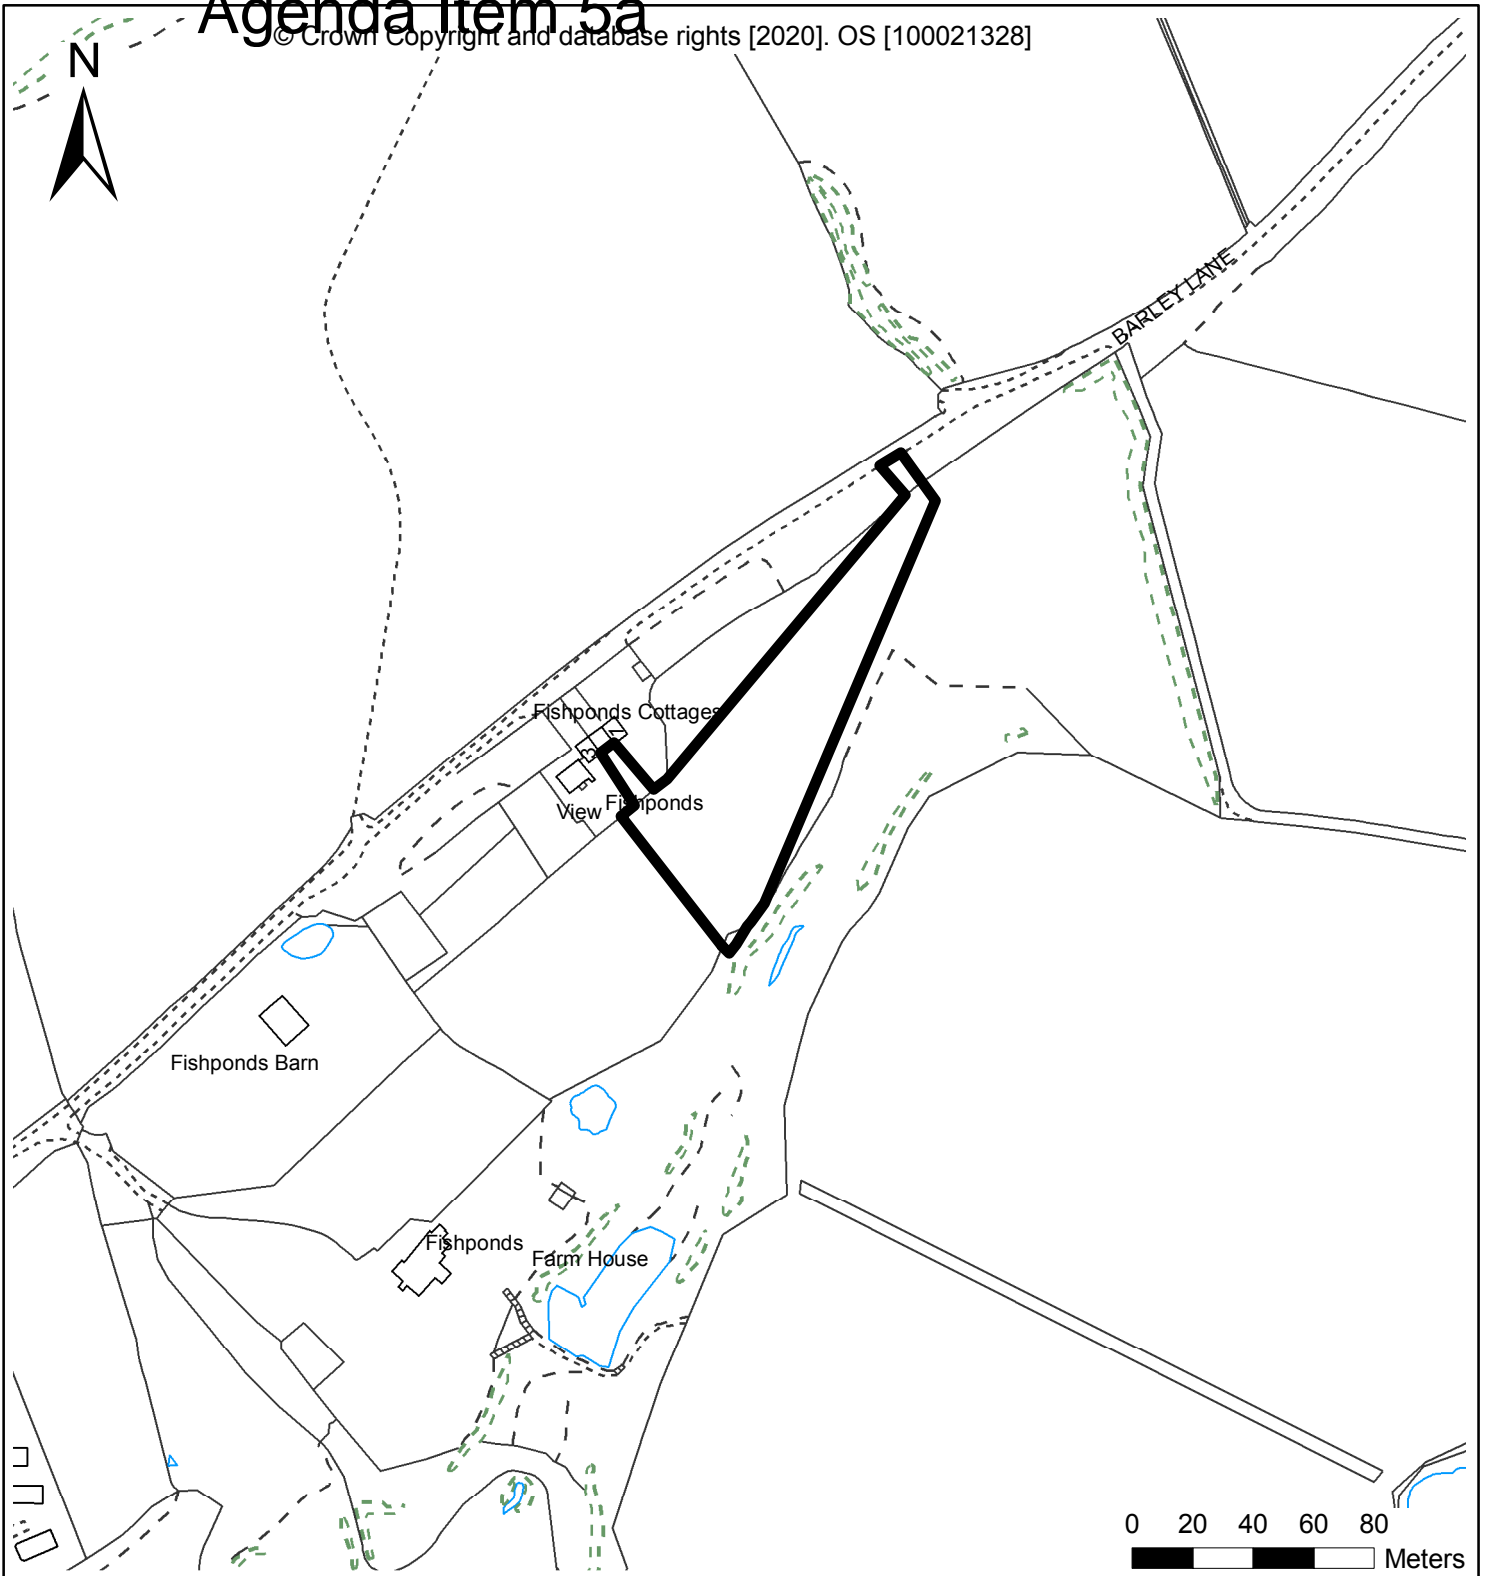 Agenda Item 5a
© Crown Copyright and database rights [2020]. OS [100021328]
N
BARLEY LANE
Fishponds Cottages
3
View
Fishponds
Fishponds Barn
Fishponds
Farm House
0 20 40 60 80
Meters